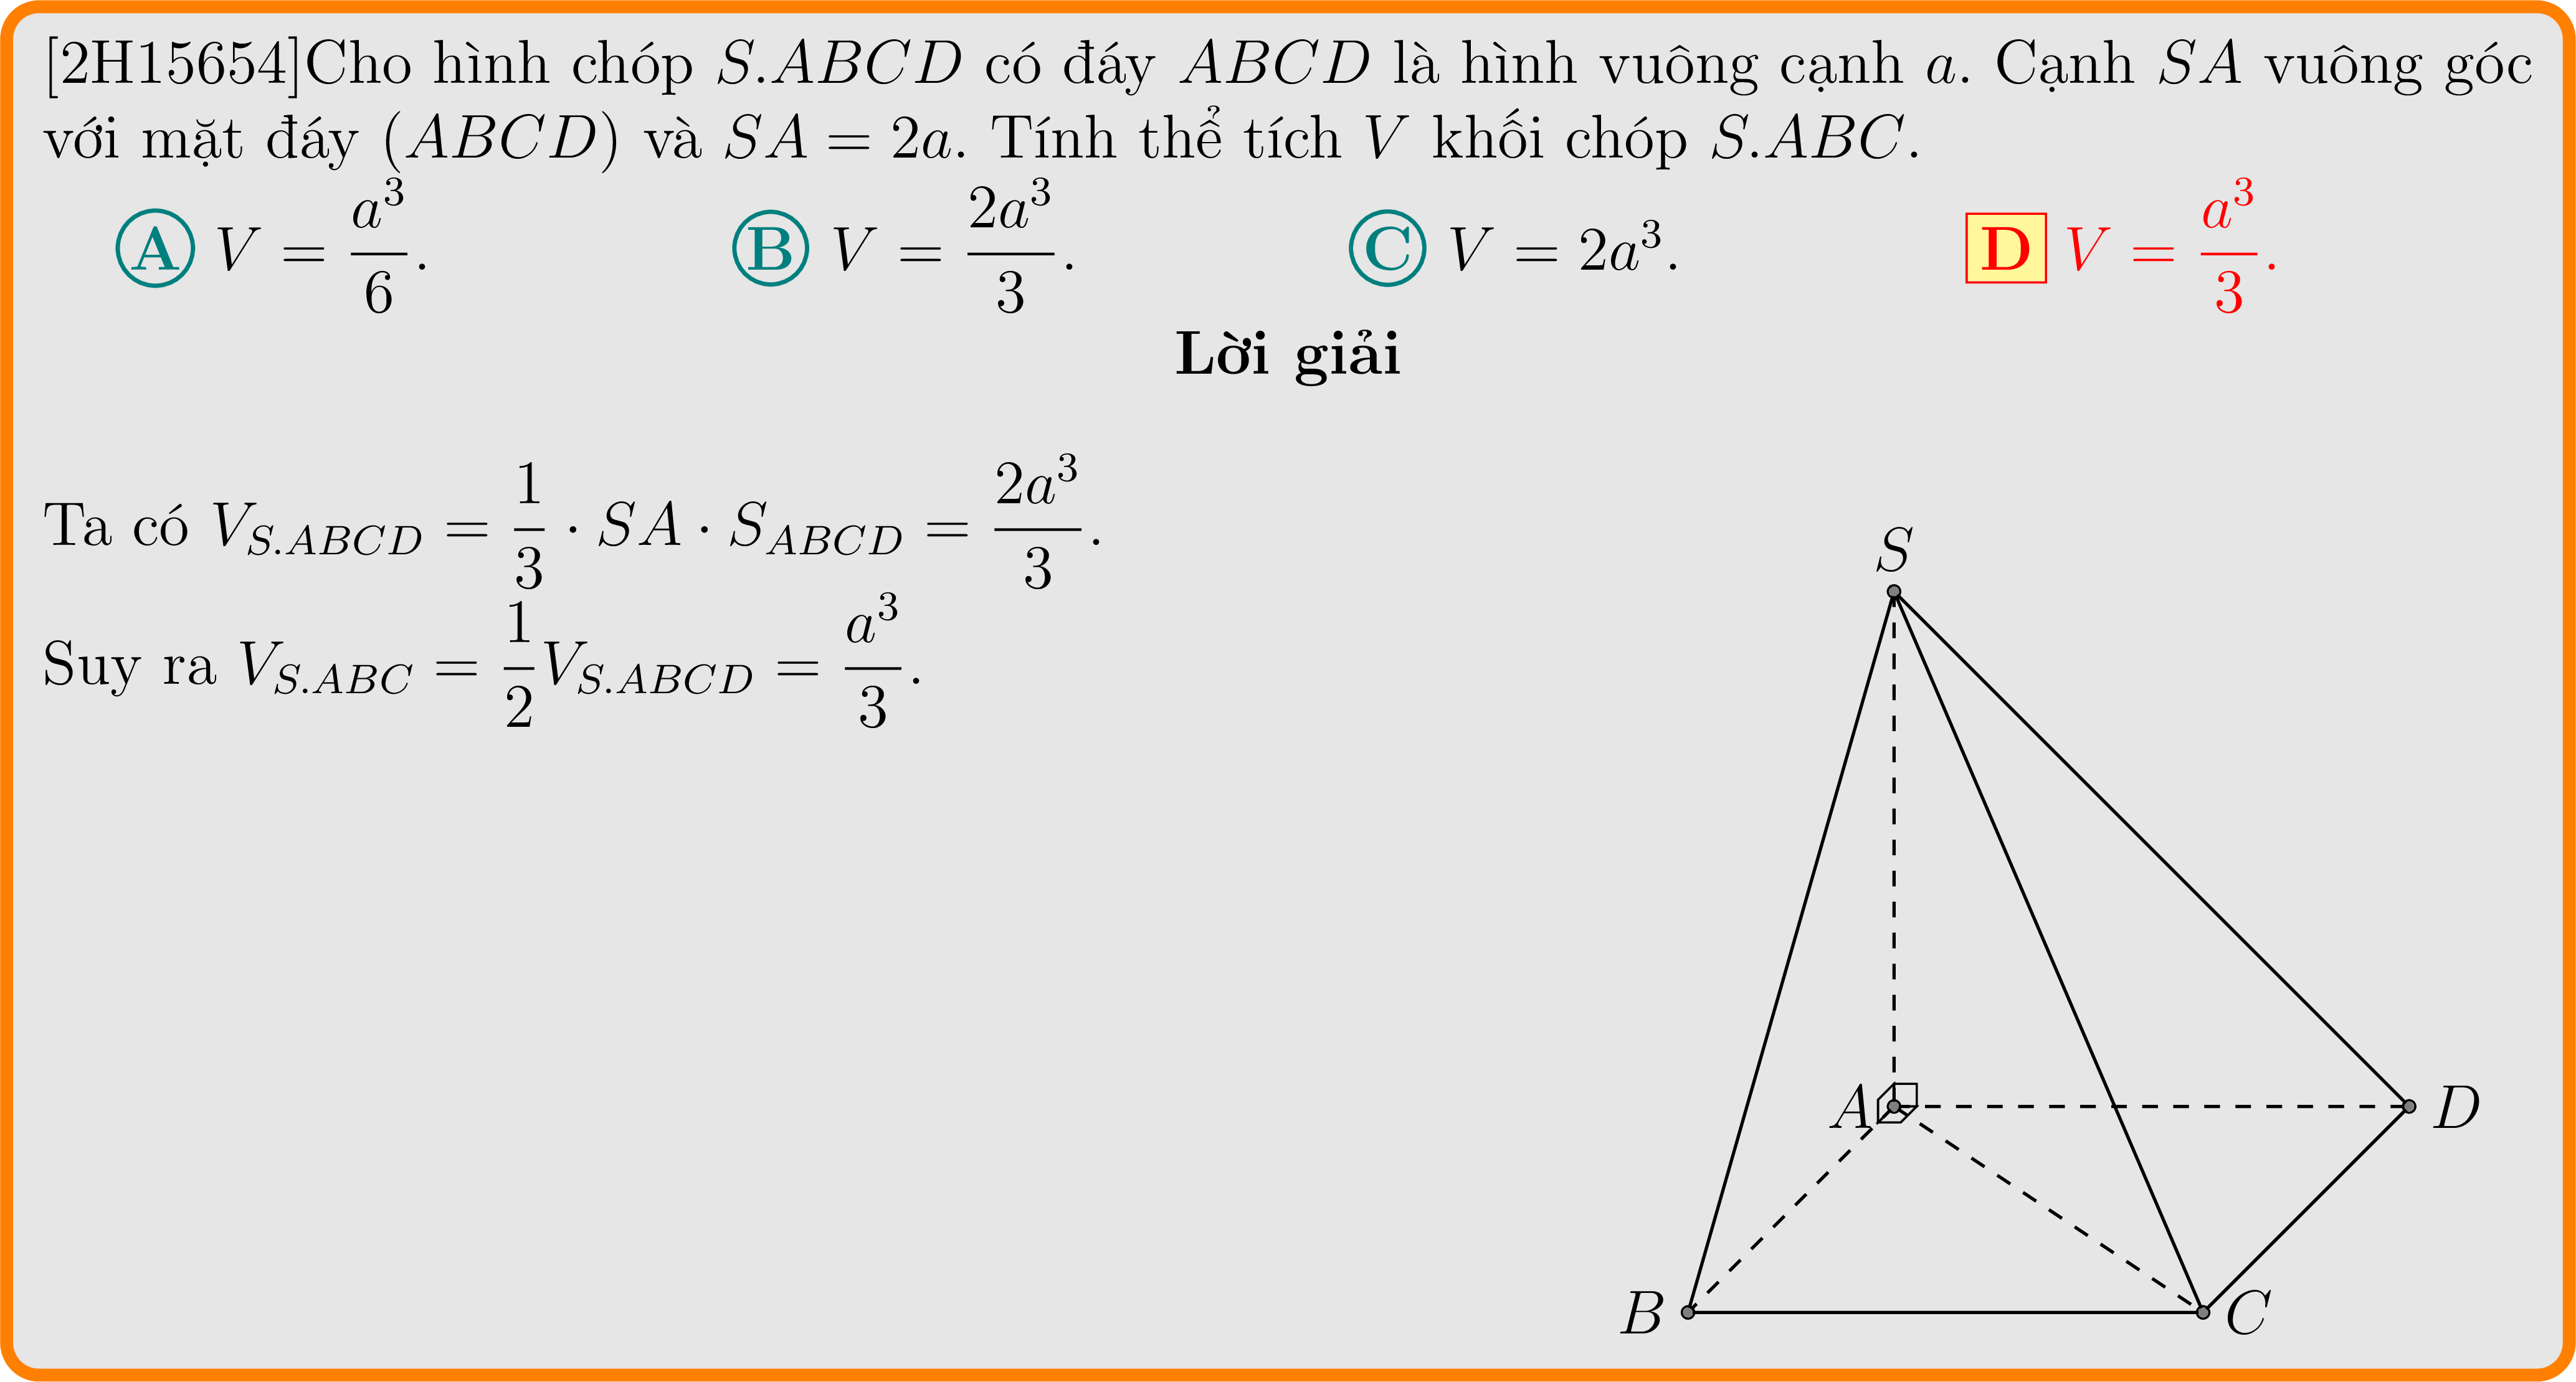 [2H15654]Cho hình chóp S.ABCD có đáy ABCD là hình vuông cạnh a. Cạnh SA vuông góc
với mặt đáy (ABCD) và SA = 2a. Tính thể tích V khối chóp S.ABC.
A V = \frac{a^3}{6}. B V = \frac{2a^3}{3}. C V = 2a^3. D V = \frac{a^3}{3}.
Lời giải
Ta có V_{S.ABCD} = \frac{1}{3} · SA · S_{ABCD} = \frac{2a^3}{3}.
Suy ra V_{S.ABC} = \frac{1}{2}V_{S.ABCD} = \frac{a^3}{3}.
S
A
D
B
C